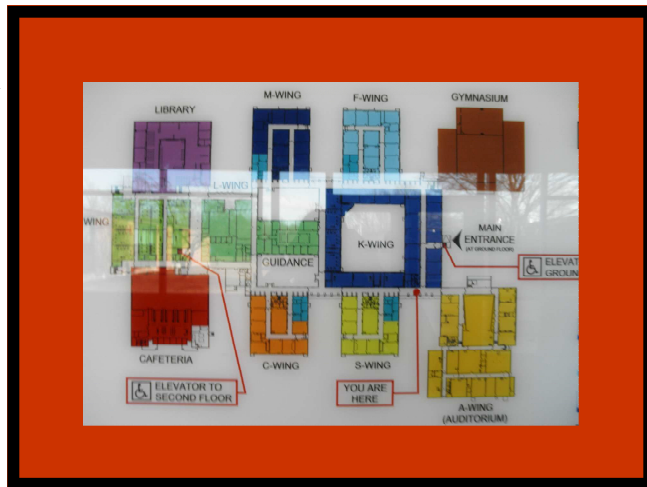 M-WING
F-WING
GYMNASIUM
LIBRARY
L-WING
WING
MAIN
ENTRANCE
(AT GROUND FLOOR)
K-WING
GUIDANCE
ELEVAT
GROUN
CAFETERIA
C-WING
S-WING
ELEVATOR TO
SECOND FLOOR
YOU ARE
HERE
A-WING
(AUDITORIUM)